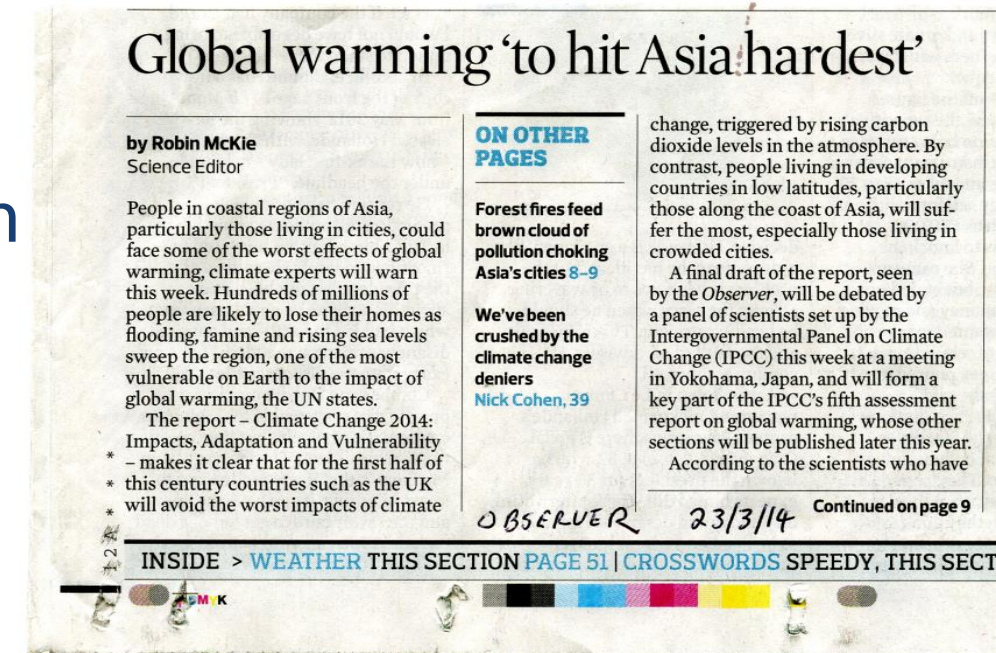 Global warming ‘to hit Asia hardest’
by Robin McKie
Science Editor
People in coastal regions of Asia,
particularly those living in cities, could
face some of the worst effects of global
warming, climate experts will warn
this week. Hundreds of millions of
people are likely to lose their homes as
flooding, famine and rising sea levels
sweep the region, one of the most
vulnerable on Earth to the impact of
global warming, the UN states.
The report – Climate Change 2014:
Impacts, Adaptation and Vulnerability
* – makes it clear that for the first half of
* this century countries such as the UK
* will avoid the worst impacts of climate
ON OTHER
PAGES
Forest fires feed
brown cloud of
pollution choking
Asia’s cities 8–9
We’ve been
crushed by the
climate change
deniers
Nick Cohen, 39
change, triggered by rising carbon
dioxide levels in the atmosphere. By
contrast, people living in developing
countries in low latitudes, particularly
those along the coast of Asia, will suf-
fer the most, especially those living in
crowded cities.
A final draft of the report, seen
by the Observer, will be debated by
a panel of scientists set up by the
Intergovernmental Panel on Climate
Change (IPCC) this week at a meeting
in Yokohama, Japan, and will form a
key part of the IPCC’s fifth assessment
report on global warming, whose other
sections will be published later this year.
According to the scientists who have
Continued on page 9
OBSERVER 23/3/14
INSIDE > WEATHER THIS SECTION PAGE 51 | CROSSWORDS SPEEDY, THIS SECT